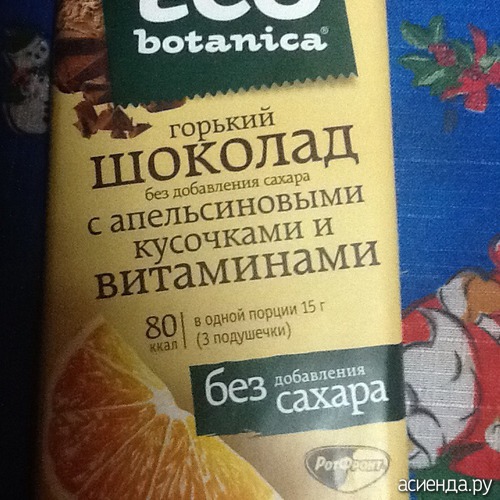 eco
botanica®
горький
шоколад
без добавления сахара
с апельсиновыми
кусочками и
витаминами
80 ккал
в одной порции 15 г
(3 подушечки)
без добавления сахара
РотФронт
асиенда.ру